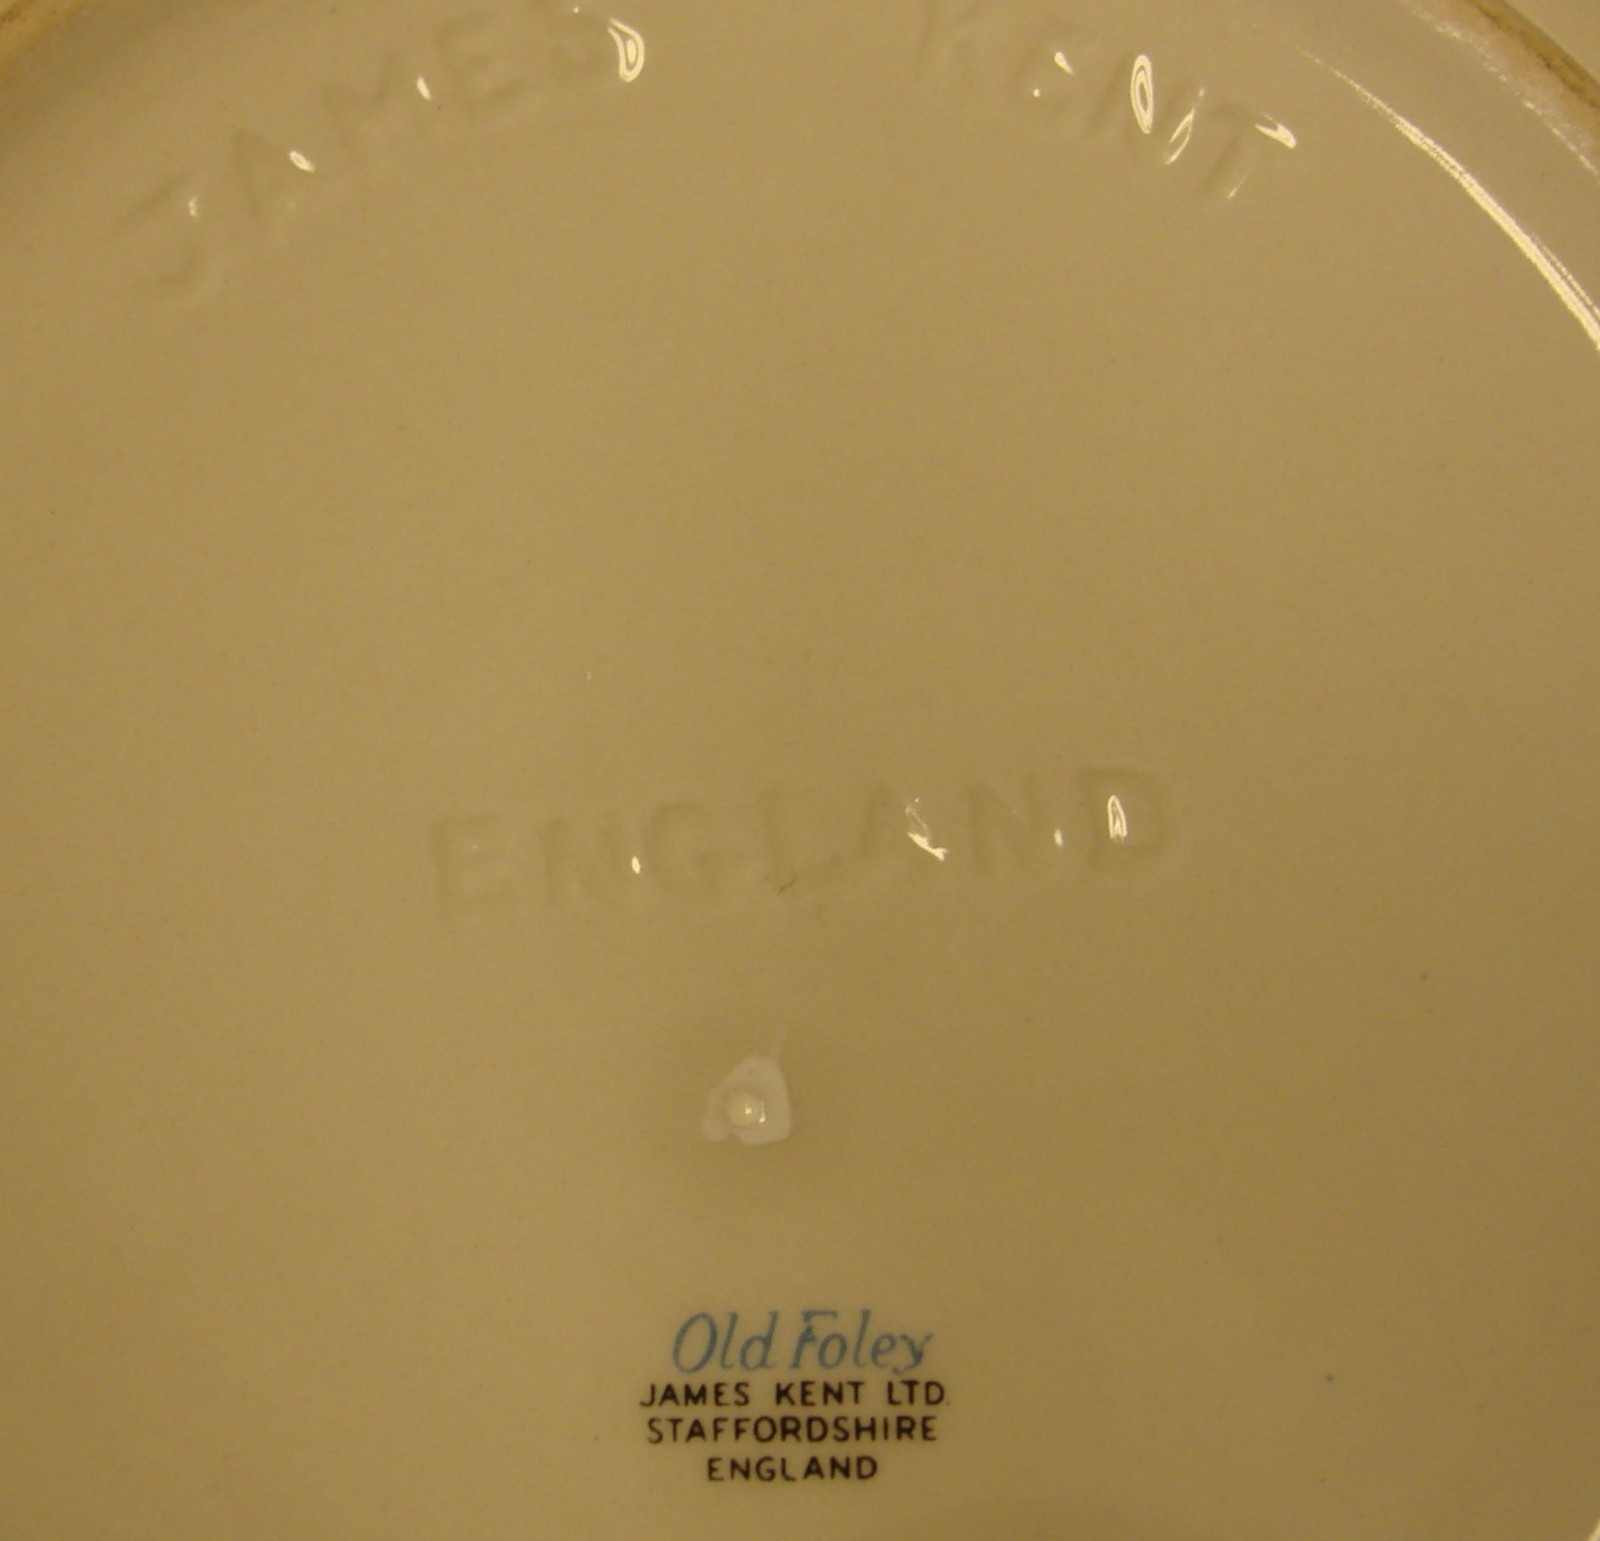 JAMES KENT
ENGLAND
Old Foley
JAMES KENT LTD.
STAFFORDSHIRE
ENGLAND